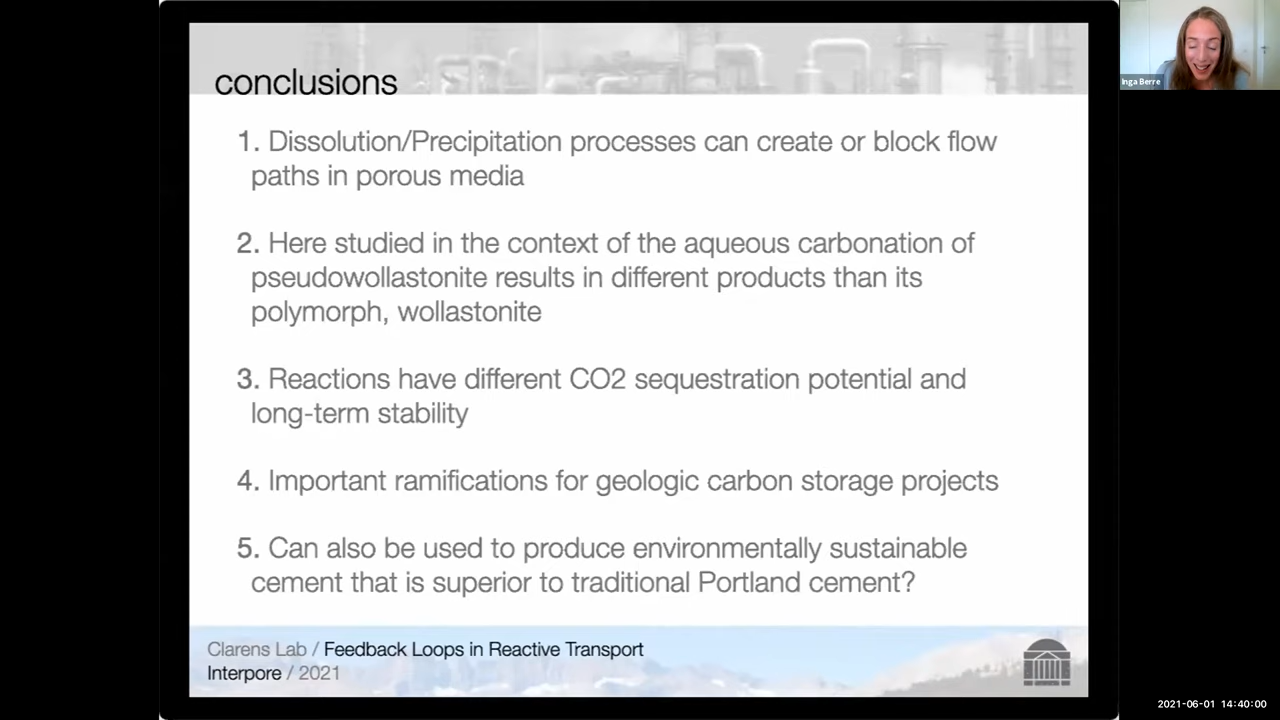 conclusions
1. Dissolution/Precipitation processes can create or block flow
paths in porous media
2. Here studied in the context of the aqueous carbonation of
pseudowollastonite results in different products than its
polymorph, wollastonite
3. Reactions have different CO2 sequestration potential and
long-term stability
4. Important ramifications for geologic carbon storage projects
5. Can also be used to produce environmentally sustainable
cement that is superior to traditional Portland cement?
Clarens Lab / Feedback Loops in Reactive Transport
Interpore / 2021
Inga Berre
2021-06-01 14:40:00